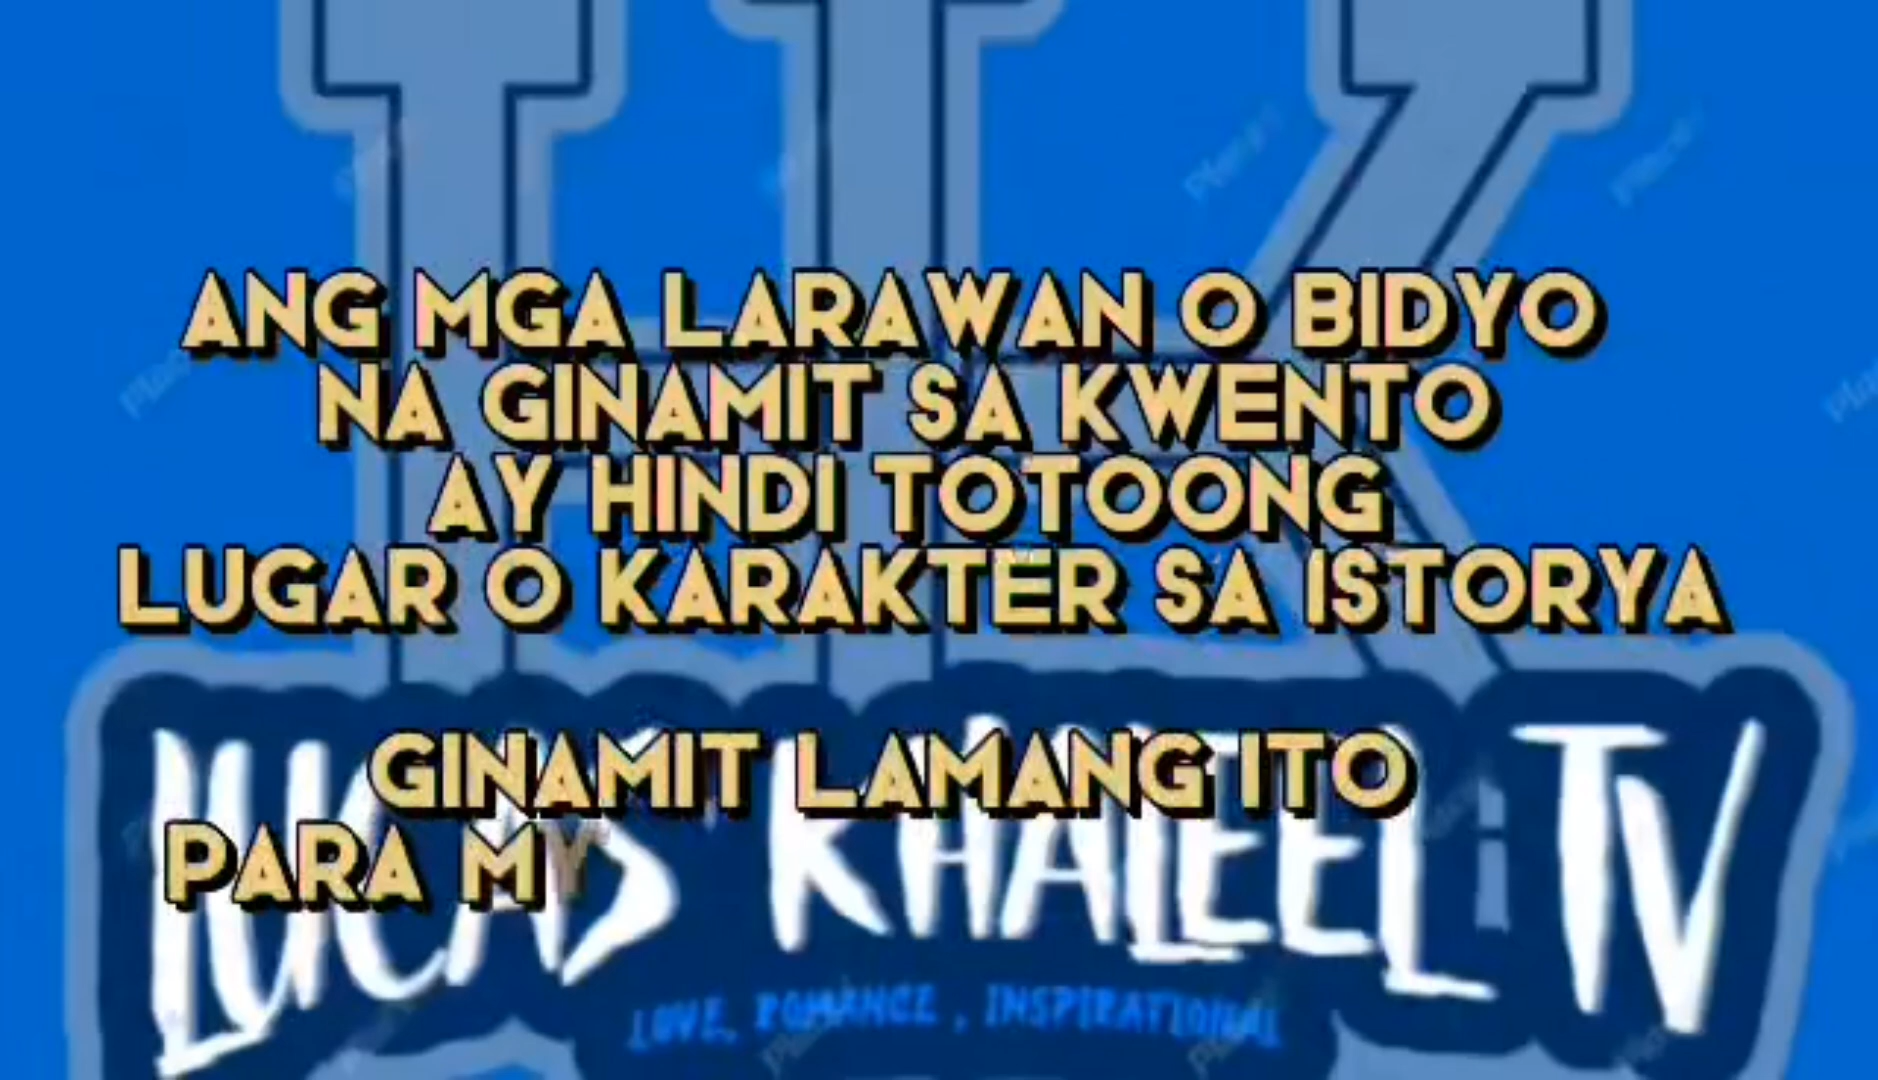 ANG MGA LARAWAN O BIDYO
NA GINAMIT SA KWENTO
AY HINDI TOTOONG
LUGAR O KARAKTER SA ISTORYA
GINAMIT LAMANG ITO
PARA MY
LUCAS KHALEEL TV
LOVE, ROMANCE, INSPIRATIONAL